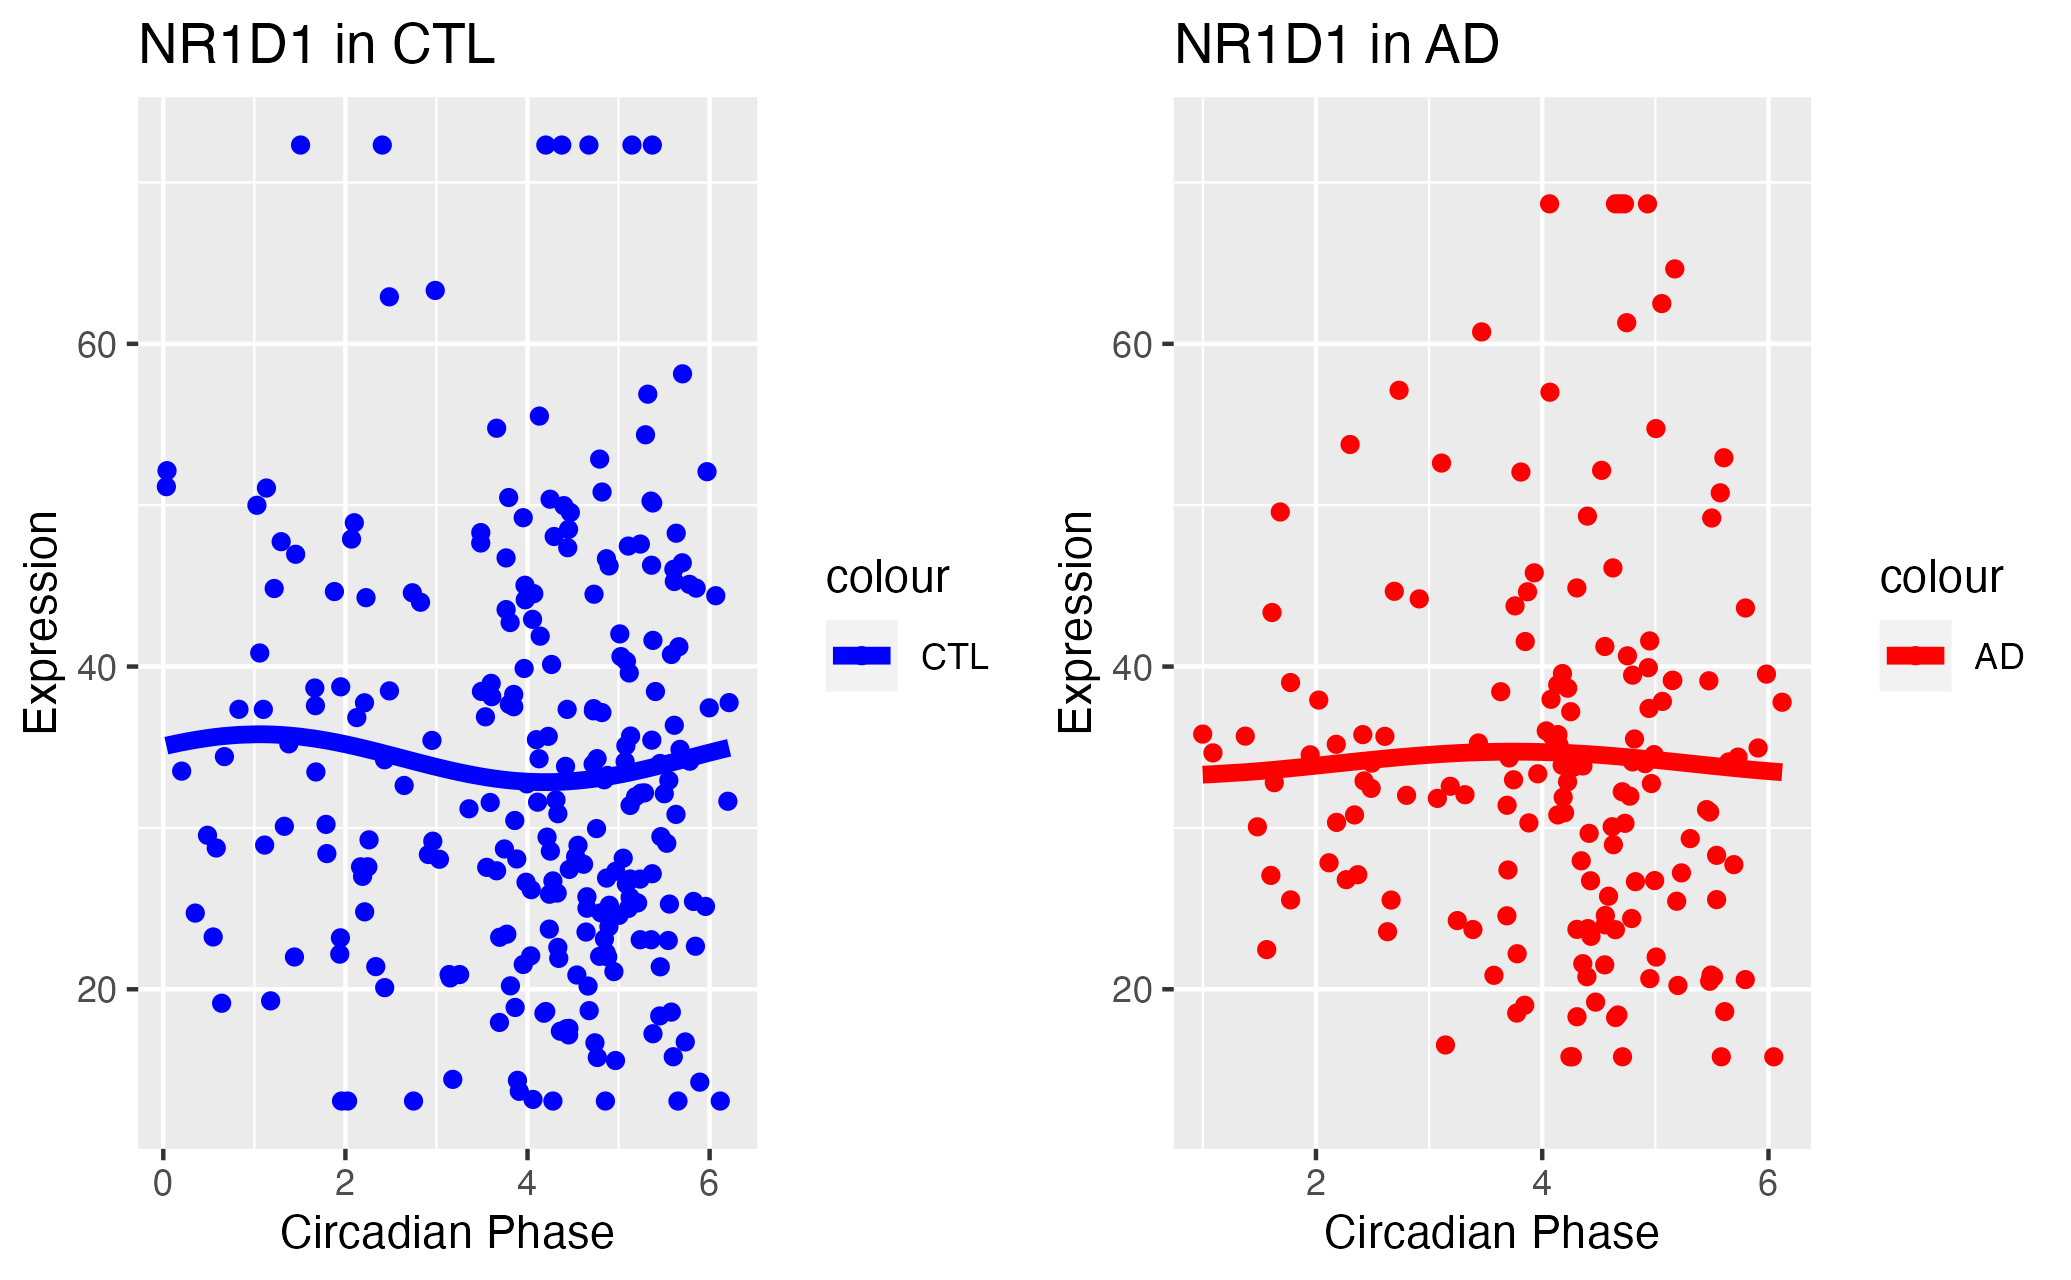 NR1D1 in CTL
Expression
60
40
20
0 2 4 6
Circadian Phase
colour
CTL
NR1D1 in AD
Expression
60
40
20
2 4 6
Circadian Phase
colour
AD